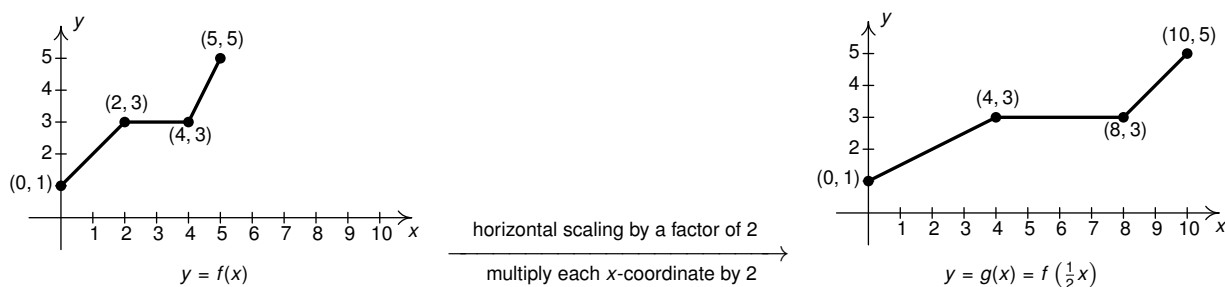 y
(5, 5)
5
4
(2, 3)
3
(4, 3)
2
(0, 1)
1 2 3 4 5 6 7 8 9 10 x
y = f(x)
horizontal scaling by a factor of 2
multiply each x-coordinate by 2
y
(10, 5)
5
4
(4, 3)
3
(8, 3)
2
(0, 1)
1 2 3 4 5 6 7 8 9 10 x
y = g(x) = f (1/2 x)